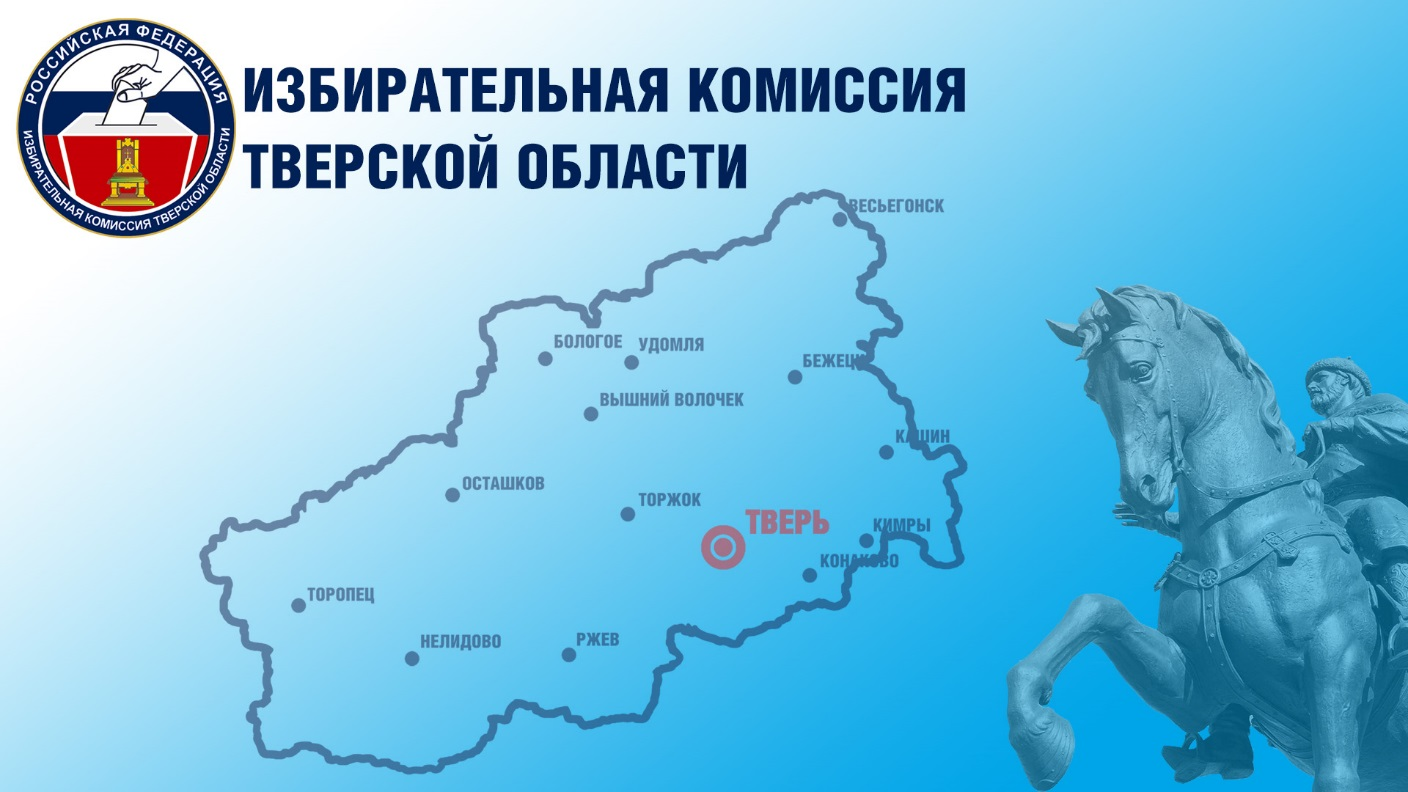 РОССИЙСКАЯ ФЕДЕРАЦИЯ
ИЗБИРАТЕЛЬНАЯ КОМИССИЯ ТВЕРСКОЙ ОБЛАСТИ
ИЗБИРАТЕЛЬНАЯ КОМИССИЯ
ТВЕРСКОЙ ОБЛАСТИ
ВЕСЬЕГОНСК
БОЛОГОЕ
УДОМЛЯ
БЕЖЕЦК
ВЫШНИЙ ВОЛОЧЕК
КАШИН
ОСТАШКОВ
ТОРЖОК
ТВЕРЬ
КИМРЫ
КОНАКОВО
ТОРОПЕЦ
НЕЛИДОВО
РЖЕВ